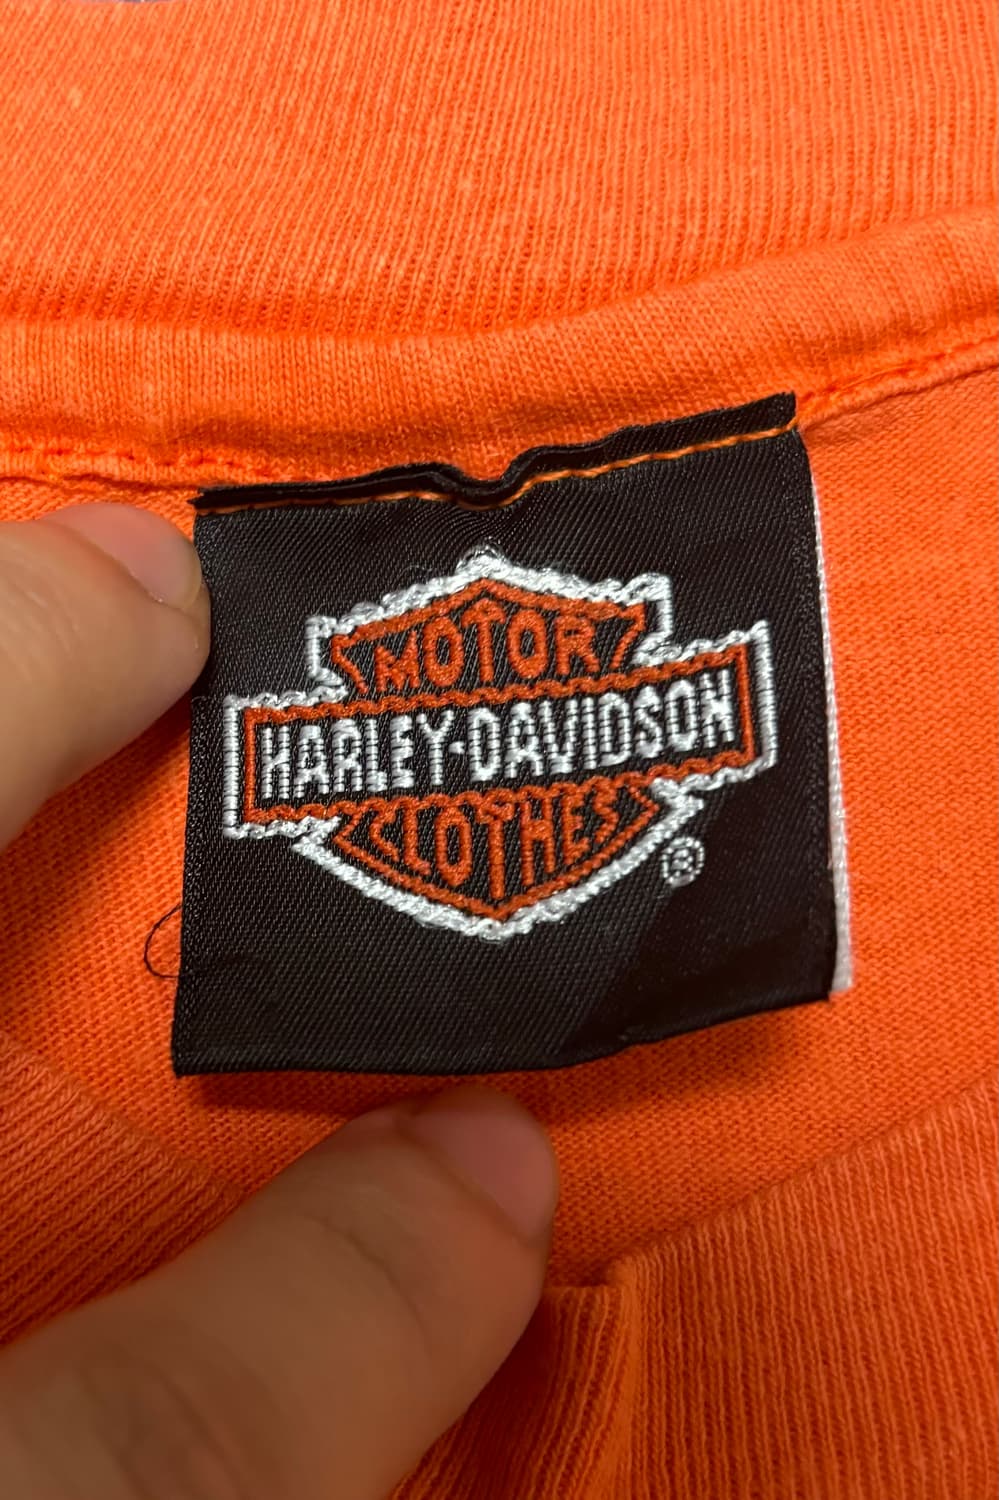 MOTOR
HARLEY-DAVIDSON
CLOTHES
®